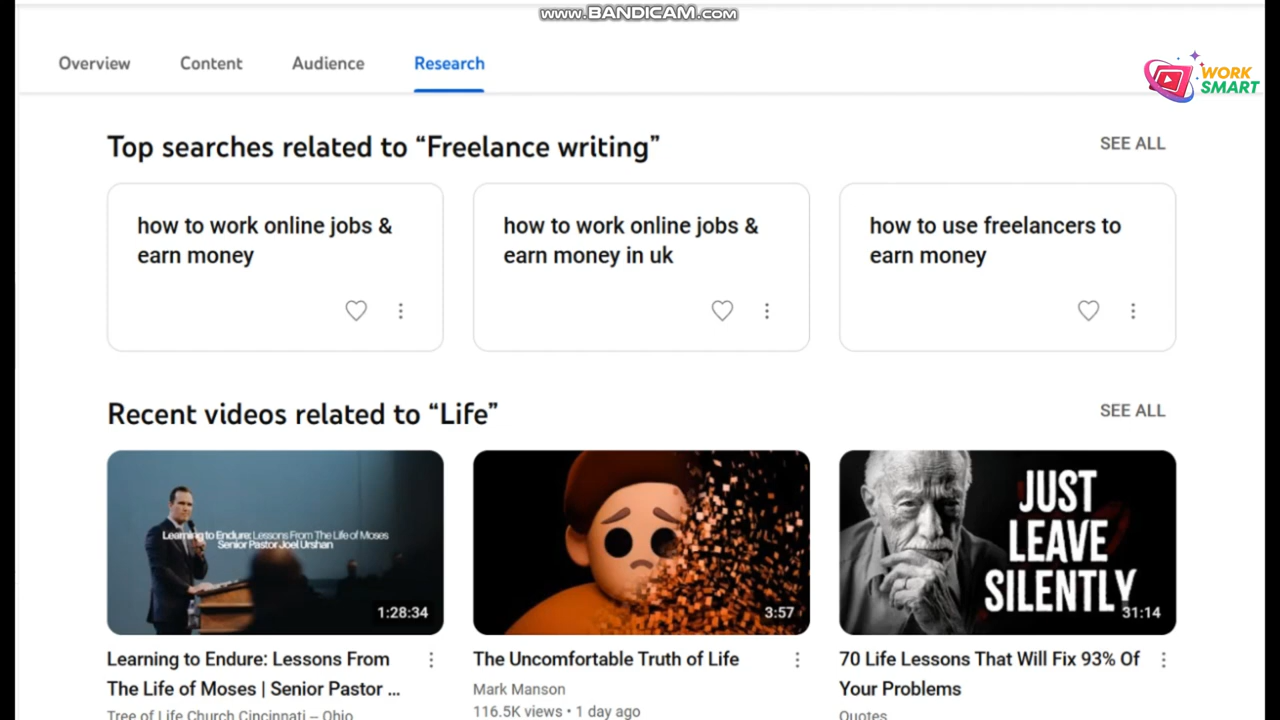 www.BANDICAM.com
Overview Content Audience Research
WORK
SMART
Top searches related to “Freelance writing”
SEE ALL
how to work online jobs &
earn money
how to work online jobs &
earn money in uk
how to use freelancers to
earn money
Recent videos related to “Life”
SEE ALL
Learning to Endure: Lessons From The Life of Moses
Senior Pastor Joel Urshan
1:28:34
3:57
JUST
LEAVE
SILENTLY
31:14
Learning to Endure: Lessons From
The Life of Moses | Senior Pastor ...
Tree of Life Church Cincinnati – Ohio
The Uncomfortable Truth of Life
Mark Manson
116.5K views • 1 day ago
70 Life Lessons That Will Fix 93% Of
Your Problems
Quotes